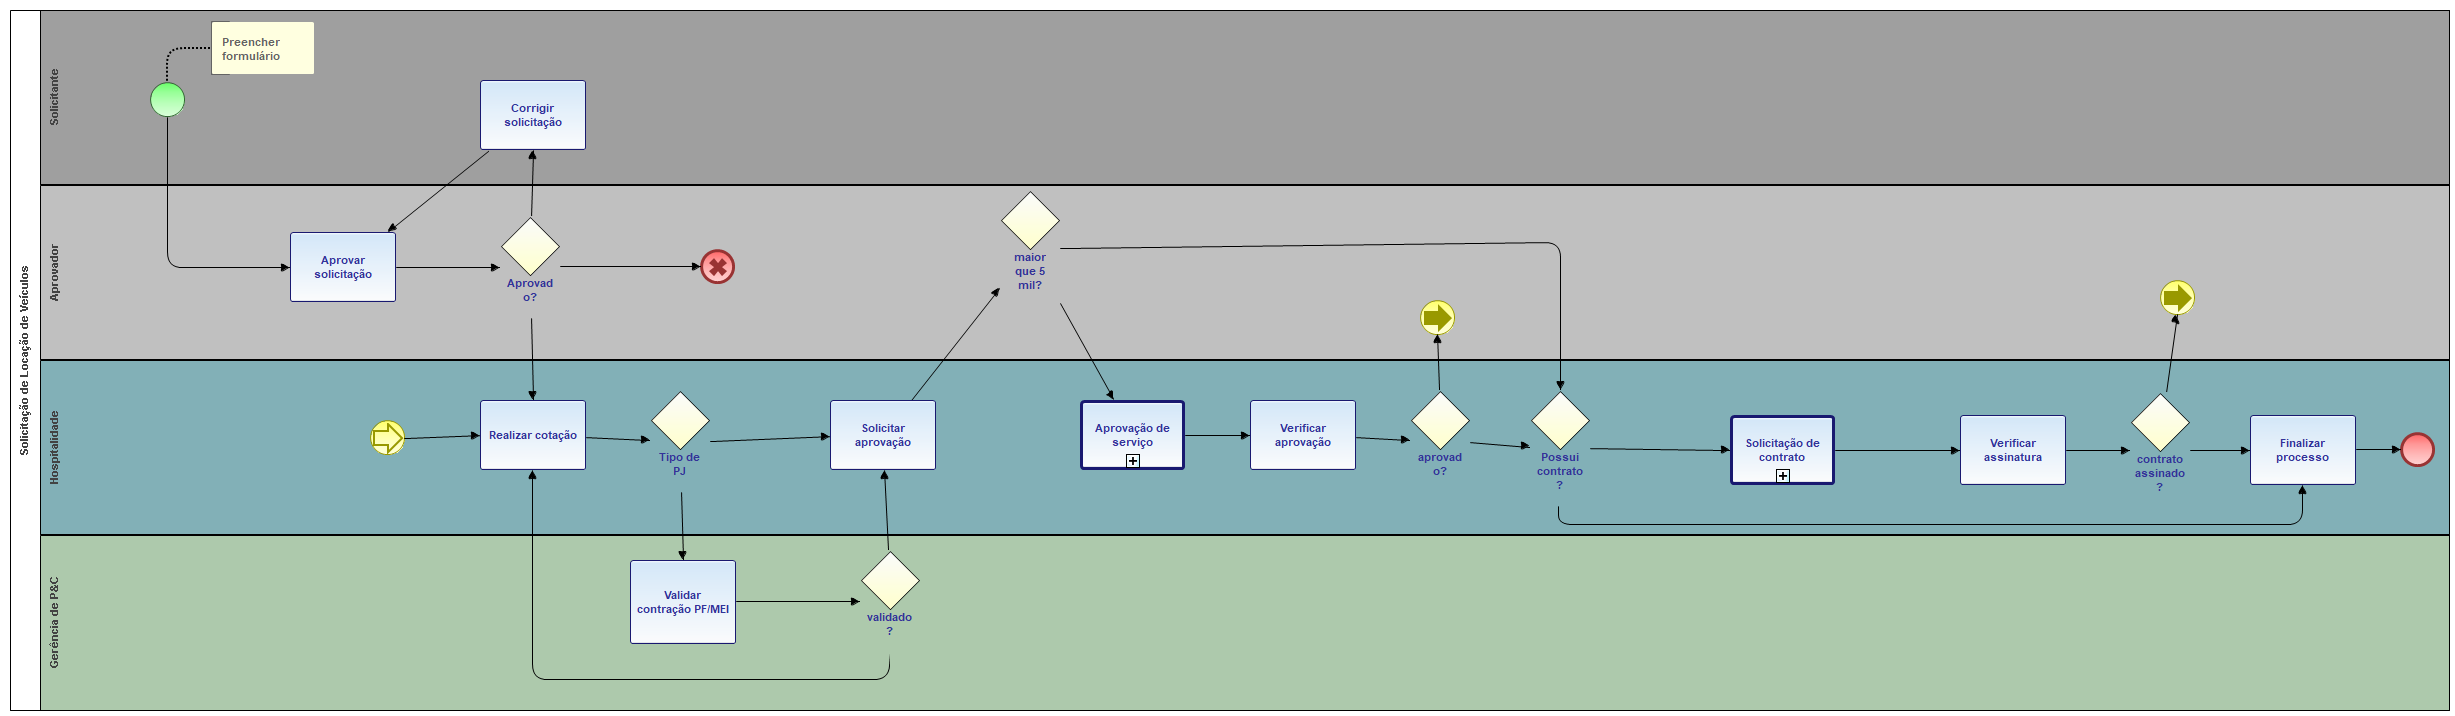 Solicitação de Locação de Veículos
Solicitante
Preencher
formulário
Corrigir
solicitação
Aprovador
Aprovar
solicitação
Aprovad
o?
maior
que 5
mil?
Hospitalidade
Realizar cotação
Tipo de
PJ
Solicitar
aprovação
Aprovação de
serviço
Verificar
aprovação
aprovad
o?
Possui
contrato
?
Solicitação de
contrato
Verificar
assinatura
contrato
assinado
?
Finalizar
processo
Gerência de P&C
Validar
contração PF/MEI
validado
?